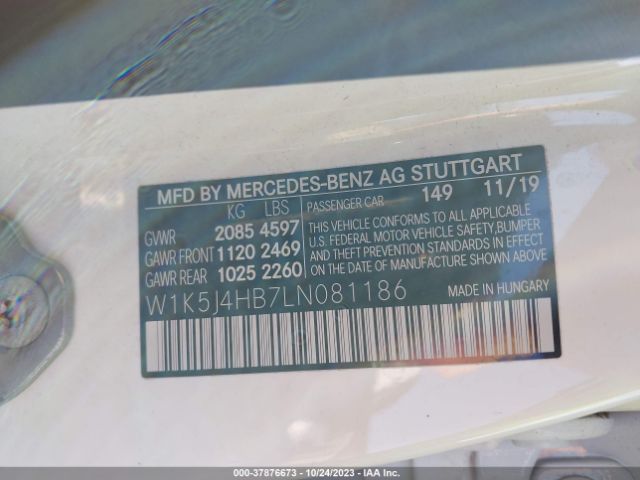 MFD BY MERCEDES-BENZ AG STUTTGART
KG LBS PASSENGER CAR 149 11/19
GVWR 2085 4597
GAWR FRONT 1120 2469
GAWR REAR 1025 2260
THIS VEHICLE CONFORMS TO ALL APPLICABLE
U.S. FEDERAL MOTOR VEHICLE SAFETY,BUMPER
AND THEFT PREVENTION STANDARDS IN EFFECT
ON THE DATE OF MANUFACTURE SHOWN ABOVE
W1K5J4HB7LN081186 MADE IN HUNGARY
000-37876673 - 10/24/2023 - IAA Inc.